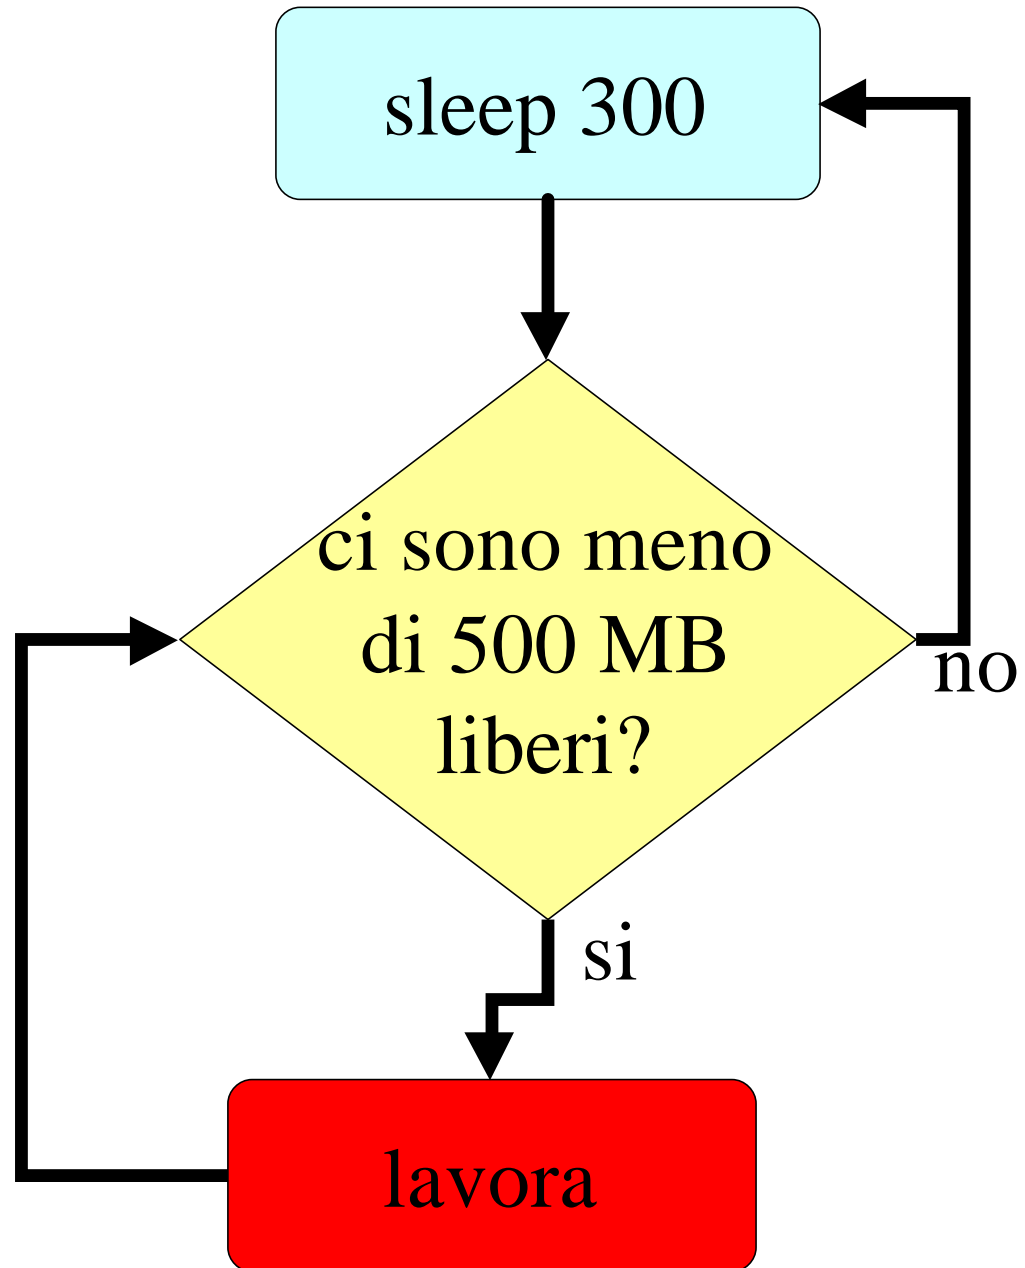 sleep 300
ci sono meno
di 500 MB
liberi?
no
si
lavora